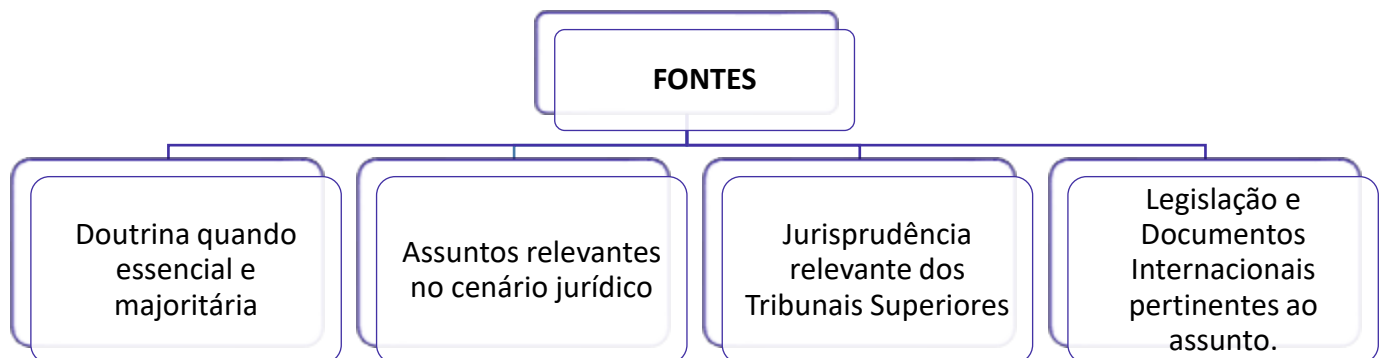 FONTES
Doutrina quando
essencial e
majoritária
Assuntos relevantes
no cenário jurídico
Jurisprudência
relevante dos
Tribunais Superiores
Legislação e
Documentos
Internacionais
pertinentes ao
assunto.